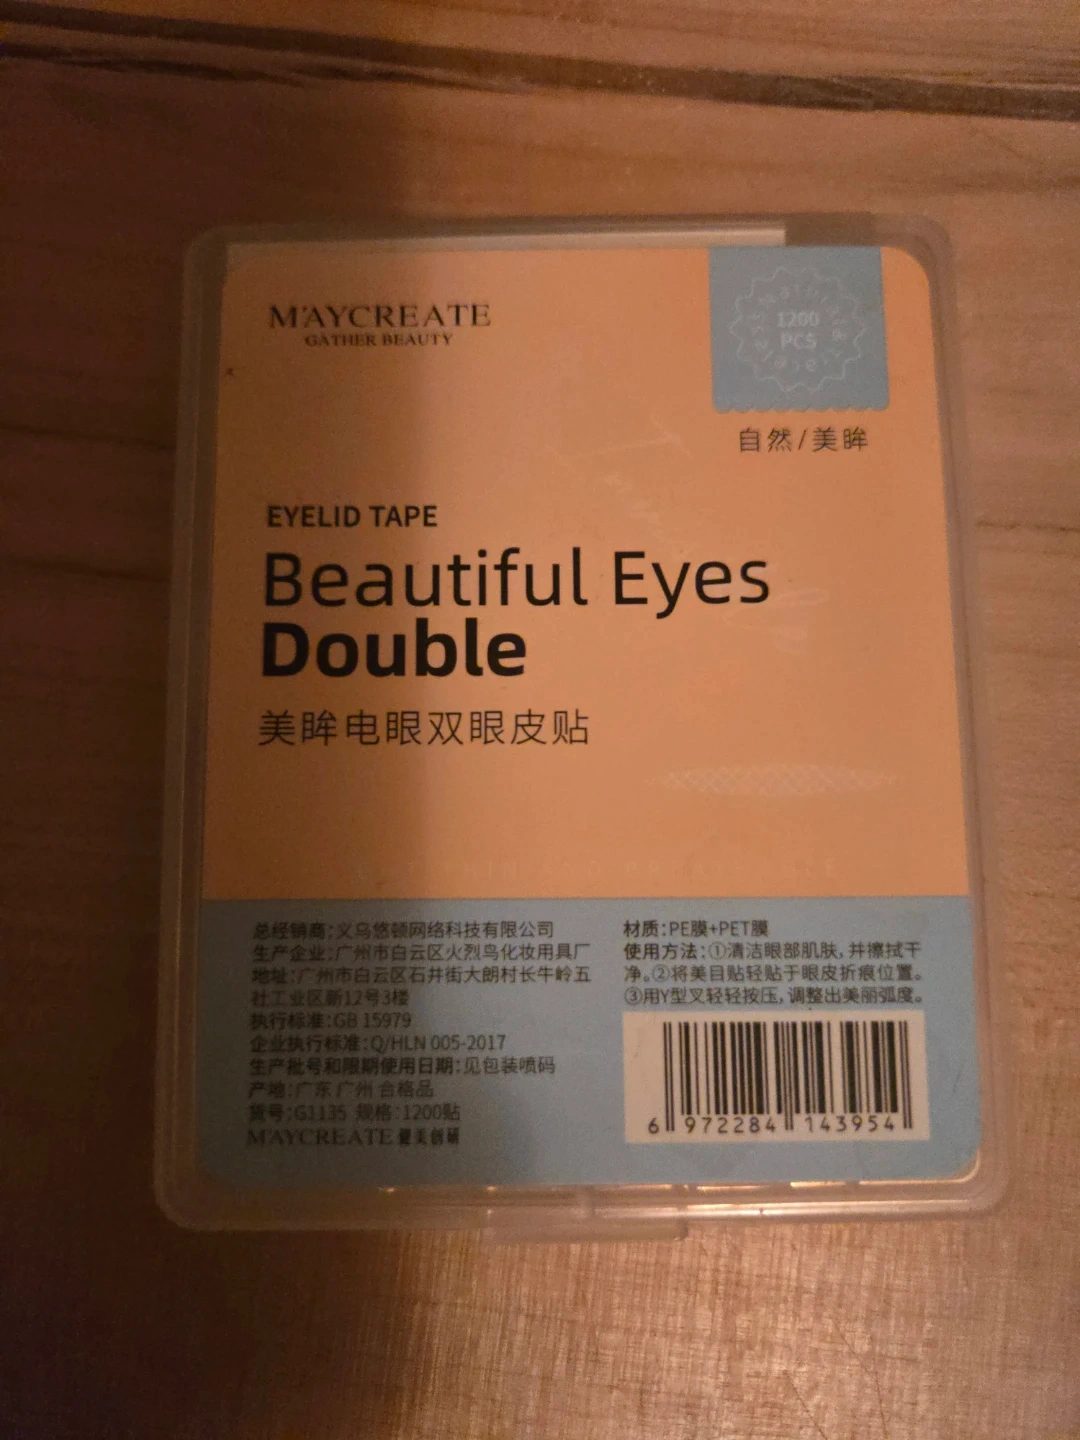 M'AYCREATE
GATHER BEAUTY
1200
PCS
自然/美眸
EYELID TAPE
Beautiful Eyes
Double
美眸电眼双眼皮贴
总经销商：义乌悠顿网络科技有限公司
生产企业：广州市白云区火烈鸟化妆用具厂
地址：广州市白云区石井街大朗村长牛岭五
社工业区新12号3楼
执行标准：GB 15979
企业执行标准：Q/HLN 005-2017
生产批号和限期使用日期：见包装喷码
产地：广东 广州 合格品
货号：G1135 规格：1200贴
M'AYCREATE 健美创研
材质：PE膜+PET膜
使用方法：①清洁眼部肌肤，并擦拭干
净。②将美目贴轻贴于眼皮折痕位置。
③用Y型叉轻轻按压，调整出美丽弧度。
6 972284 143954